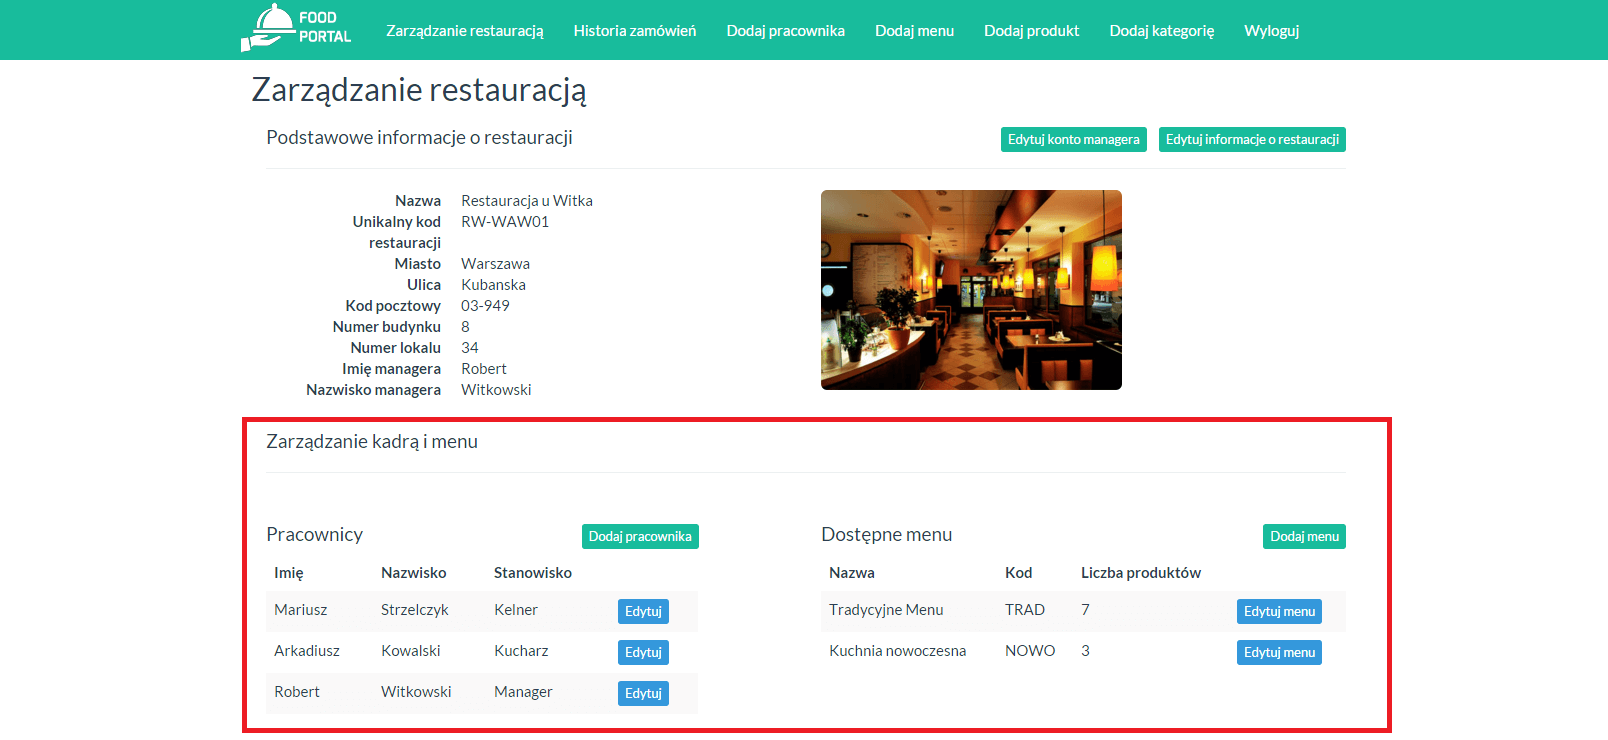 FOOD PORTAL
Zarządzanie restauracją Historia zamówień Dodaj pracownika Dodaj menu Dodaj produkt Dodaj kategorię Wyloguj
Zarządzanie restauracją
Podstawowe informacje o restauracji Edytuj konto managera Edytuj informacje o restauracji
Nazwa Restauracja u Witka
Unikalny kod RW-WAW01
restauracji
Miasto Warszawa
Ulica Kubanska
Kod pocztowy 03-949
Numer budynku 8
Numer lokalu 34
Imię managera Robert
Nazwisko managera Witkowski
Zarządzanie kadrą i menu
Pracownicy Dodaj pracownika
Imię Nazwisko Stanowisko
Mariusz Strzelczyk Kelner Edytuj
Arkadiusz Kowalski Kucharz Edytuj
Robert Witkowski Manager Edytuj
Dostępne menu Dodaj menu
Nazwa Kod Liczba produktów
Tradycyjne Menu TRAD 7 Edytuj menu
Kuchnia nowoczesna NOWO 3 Edytuj menu